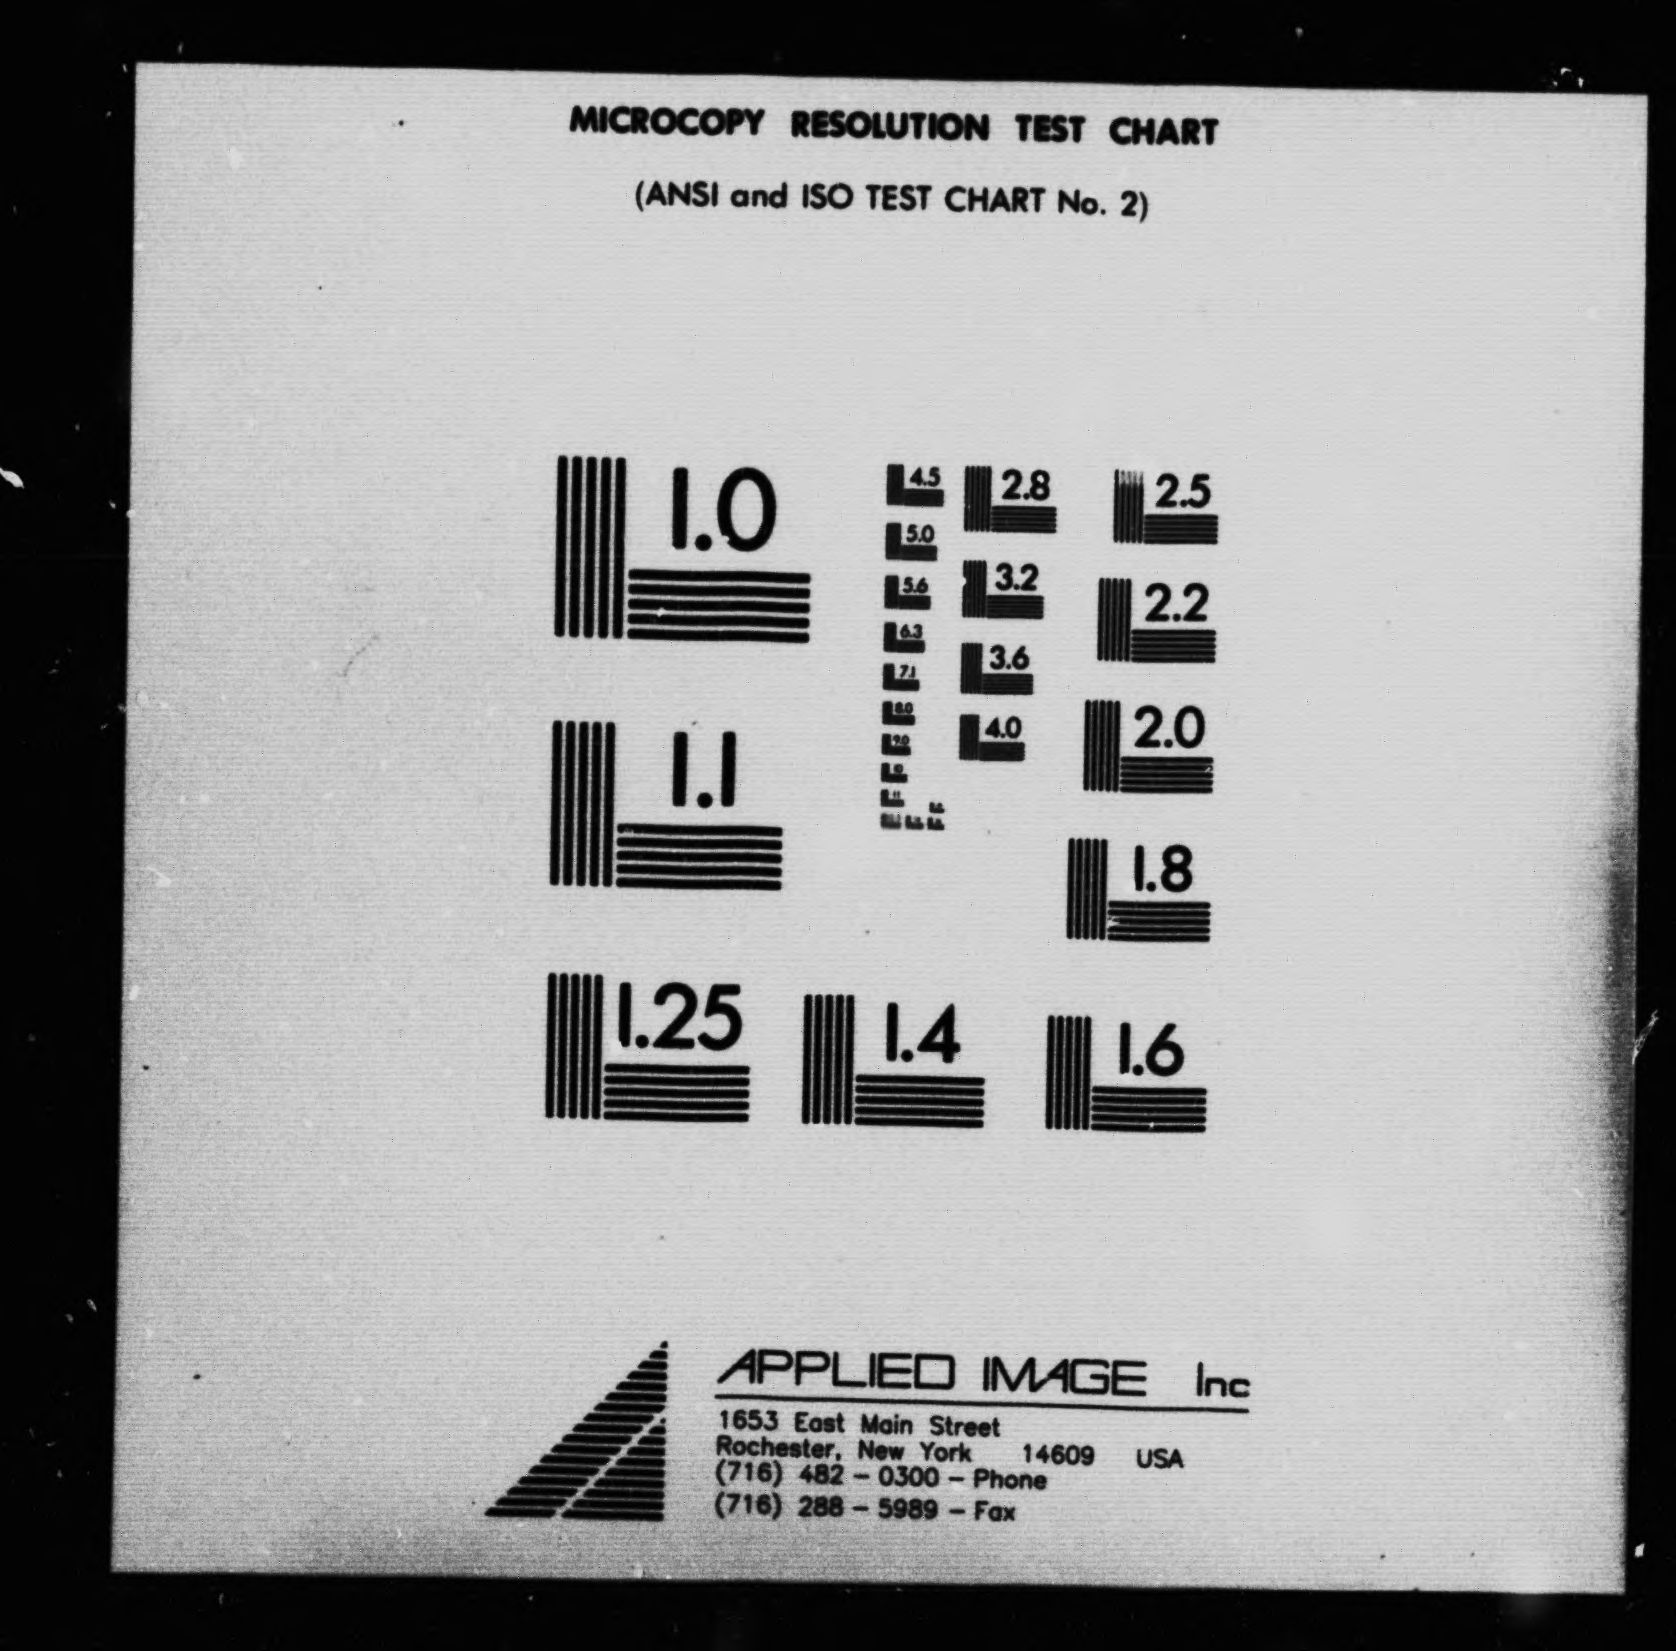 MICROCOPY RESOLUTION TEST CHART
(ANSI and ISO TEST CHART No. 2)
1.0
1.1
1.25
1.4
1.6
1.8
2.0
2.2
2.5
2.8
3.2
3.6
4.0
4.5
5.0
5.6
6.3
7.1
8.0
9.0
APPLIED IMAGE Inc
1653 East Main Street
Rochester, New York 14609 USA
(716) 482 - 0300 - Phone
(716) 288 - 5989 - Fax